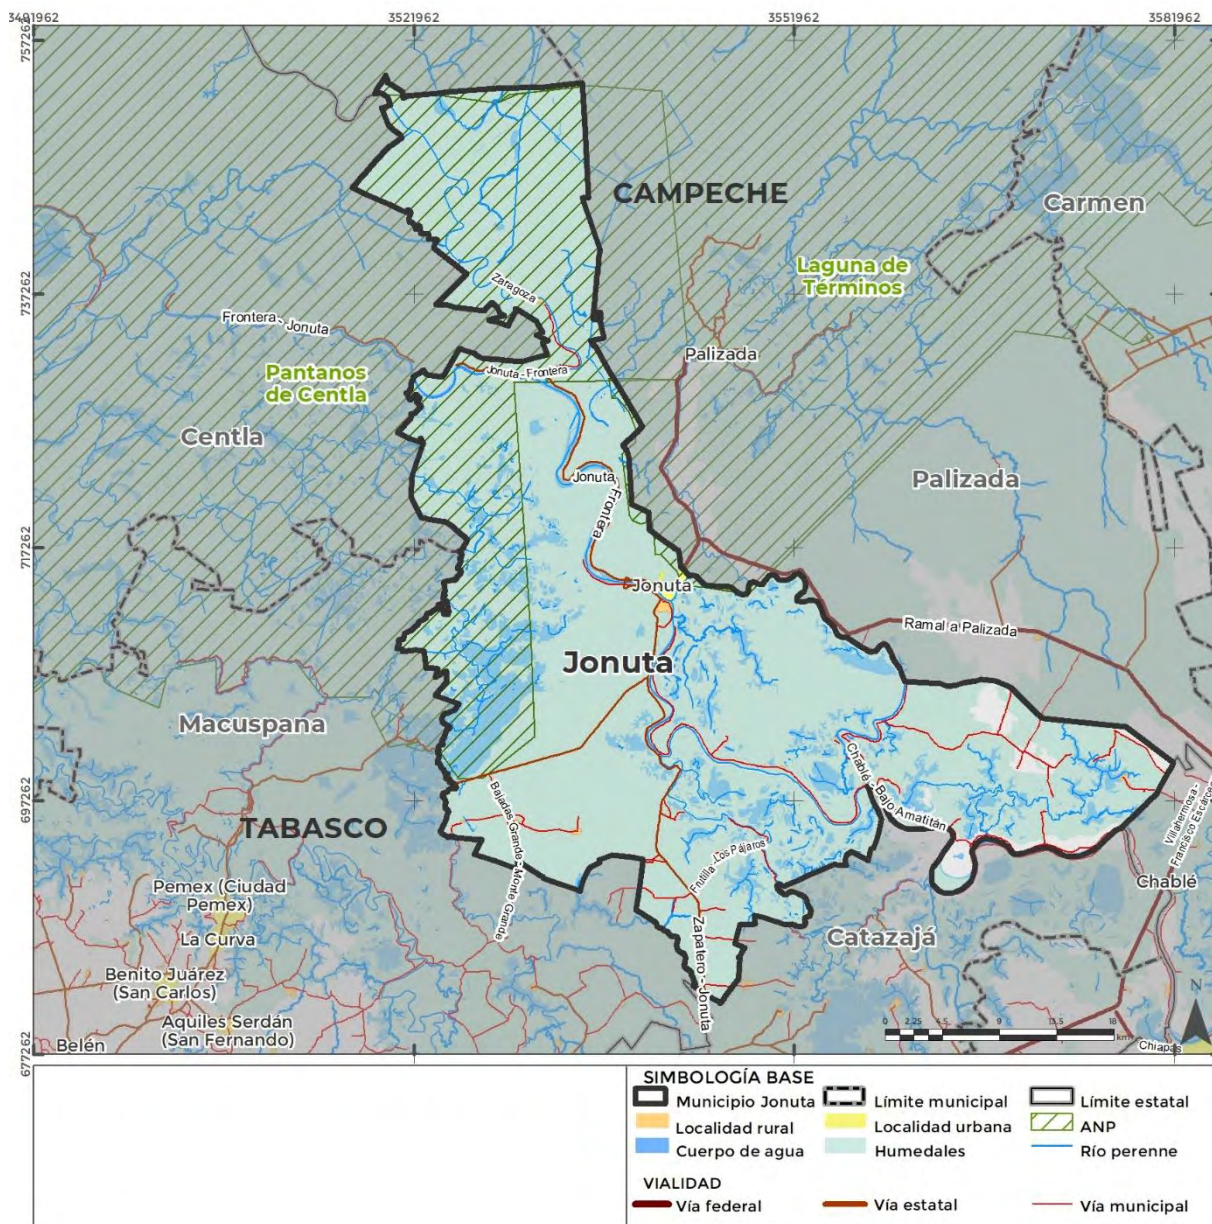 3491962
3521962
3551962
3581962
757262
737262
717262
697262
677262
CAMPECHE
Carmen
Laguna de
Términos
Zaragoza
Frontera - Jonuta
Palizada
Jonuta - Frontera
Pantanos
de Centla
Centla
Palizada
Jonuta
- Frontera
Jonuta
Ramal a Palizada
Jonuta
Macuspana
Chablé - Bajo Amatitán
Bajadas Grande - Monte Grande
TABASCO
Villahermosa -
Francisco Escárcega
Frutilla - Los Pájaros
Chablé
Pemex (Ciudad
Pemex)
Zapatero - Jonuta
Catazajá
La Curva
Benito Juárez
(San Carlos)
N
Aquiles Serdán
(San Fernando)
0 2.25 4.5 9 13.5 18
km
Belén
Chiapas
SIMBOLOGÍA BASE
Municipio Jonuta Límite municipal Límite estatal
Localidad rural Localidad urbana ANP
Cuerpo de agua Humedales Río perenne
VIALIDAD
Vía federal Vía estatal Vía municipal